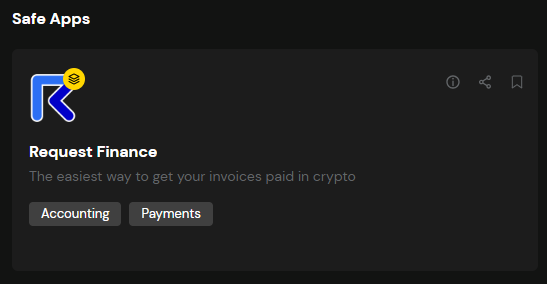 Safe Apps
Request Finance
The easiest way to get your invoices paid in crypto
Accounting
Payments